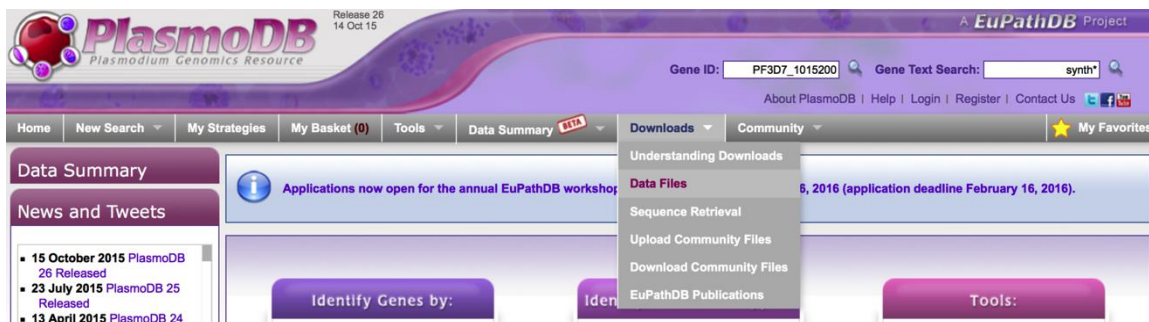 PlasmoDB
Plasmodium Genomics Resource
Release 26
14 Oct 15
A EuPathDB Project
Gene ID: PF3D7_1015200 Gene Text Search: synth*
About PlasmoDB | Help | Login | Register | Contact Us
Home New Search My Strategies My Basket (0) Tools Data Summary BETA Downloads Community My Favorites
Understanding Downloads
Data Files
Sequence Retrieval
Upload Community Files
Download Community Files
EuPathDB Publications
Data Summary
News and Tweets
Applications now open for the annual EuPathDB workshop 6, 2016 (application deadline February 16, 2016).
15 October 2015 PlasmoDB
26 Released
23 July 2015 PlasmoDB 25
Released
13 April 2015 PlasmoDB 24
Identify Genes by:
Iden
Tools: